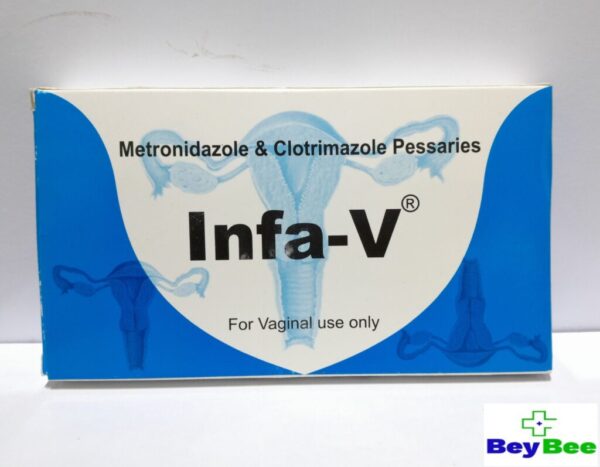 Metronidazole & Clotrimazole Pessaries
Infa-V®
For Vaginal use only
BeyBee